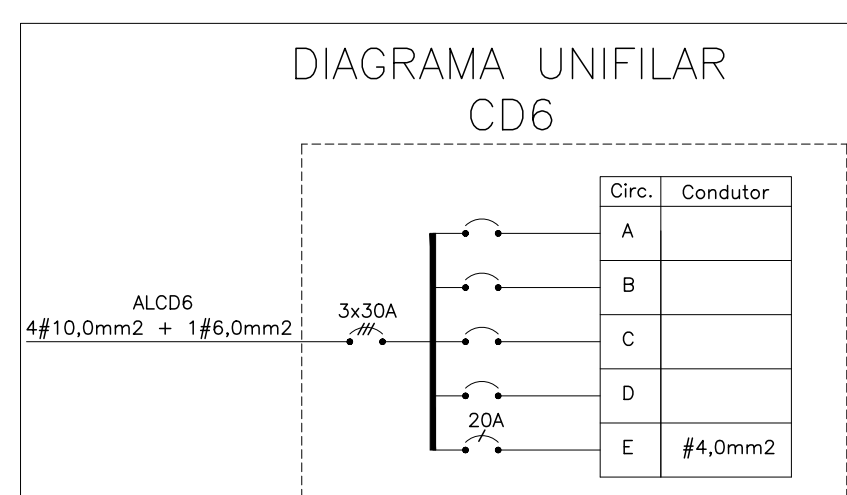 DIAGRAMA UNIFILAR
CD6
Circ. Condutor
A
B
ALCD6
4#10,0mm2 + 1#6,0mm2
3x30A
C
D
20A
E #4,0mm2